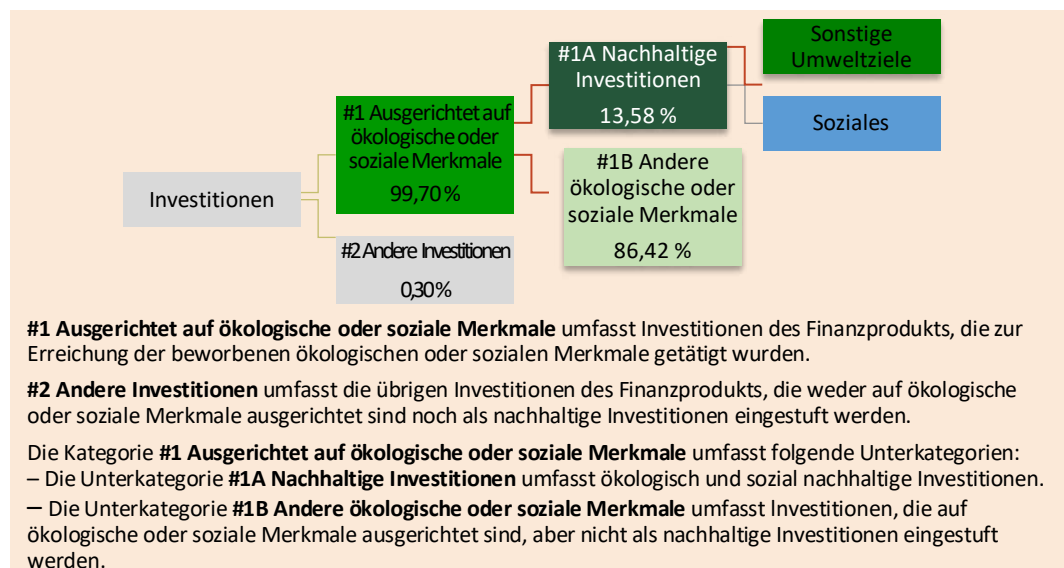 Investitionen
#1 Ausgerichtet auf
ökologische oder
soziale Merkmale
99,70 %
#2 Andere Investitionen
0,30 %
#1A Nachhaltige
Investitionen
13,58 %
#1B Andere
ökologische oder
soziale Merkmale
86,42 %
Sonstige
Umweltziele
Soziales
#1 Ausgerichtet auf ökologische oder soziale Merkmale umfasst Investitionen des Finanzprodukts, die zur
Erreichung der beworbenen ökologischen oder sozialen Merkmale getätigt wurden.
#2 Andere Investitionen umfasst die übrigen Investitionen des Finanzprodukts, die weder auf ökologische
oder soziale Merkmale ausgerichtet sind noch als nachhaltige Investitionen eingestuft werden.
Die Kategorie #1 Ausgerichtet auf ökologische oder soziale Merkmale umfasst folgende Unterkategorien:
– Die Unterkategorie #1A Nachhaltige Investitionen umfasst ökologisch und sozial nachhaltige Investitionen.
– Die Unterkategorie #1B Andere ökologische oder soziale Merkmale umfasst Investitionen, die auf
ökologische oder soziale Merkmale ausgerichtet sind, aber nicht als nachhaltige Investitionen eingestuft
werden.